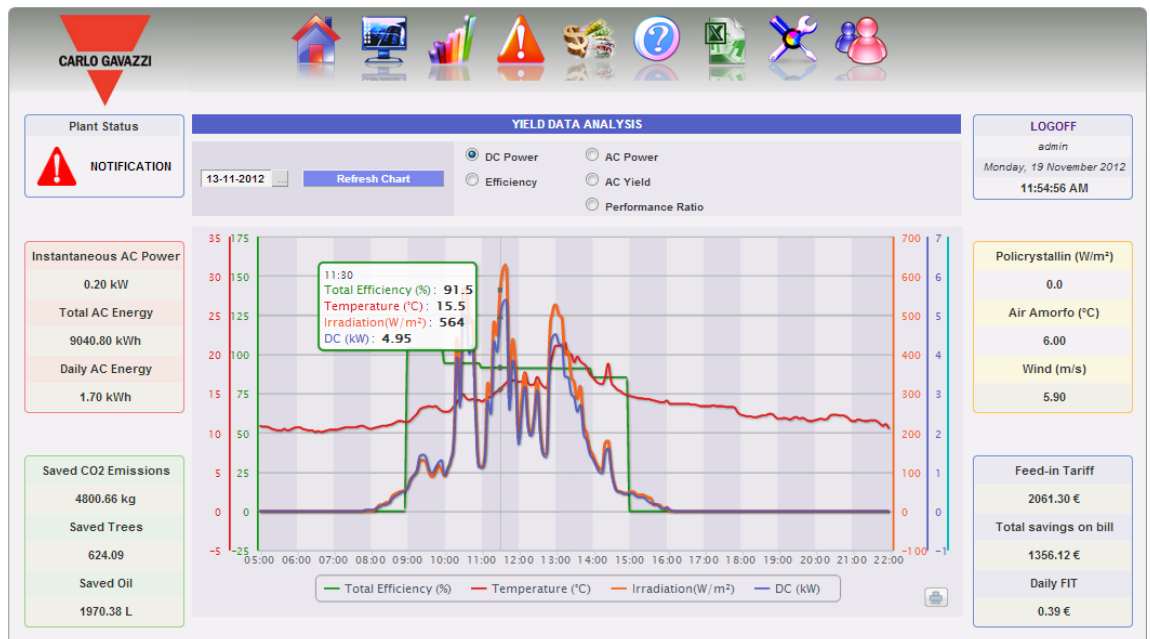 CARLO GAVAZZI
Plant Status
NOTIFICATION
Instantaneous AC Power
0.20 kW
Total AC Energy
9040.80 kWh
Daily AC Energy
1.70 kWh
Saved CO2 Emissions
4800.66 kg
Saved Trees
624.09
Saved Oil
1970.38 L
YIELD DATA ANALYSIS
13-11-2012 ... Refresh Chart
DC Power AC Power
Efficiency AC Yield
Performance Ratio
35 175 700 7
30 150 600 6
25 125 500 5
20 100 400 4
15 75 300 3
10 50 200 2
5 25 100 1
0 0 0 0
-5 -25 -100 -1
11:30
Total Efficiency (%) : 91.5
Temperature (°C) : 15.5
Irradiation(W/m²) : 564
DC (kW) : 4.95
05:00 06:00 07:00 08:00 09:00 10:00 11:00 12:00 13:00 14:00 15:00 16:00 17:00 18:00 19:00 20:00 21:00 22:00
Total Efficiency (%) Temperature (°C) Irradiation(W/m²) DC (kW)
LOGOFF
admin
Monday, 19 November 2012
11:54:56 AM
Policrystallin (W/m²)
0.0
Air Amorfo (°C)
6.00
Wind (m/s)
5.90
Feed-in Tariff
2061.30 €
Total savings on bill
1356.12 €
Daily FIT
0.39 €